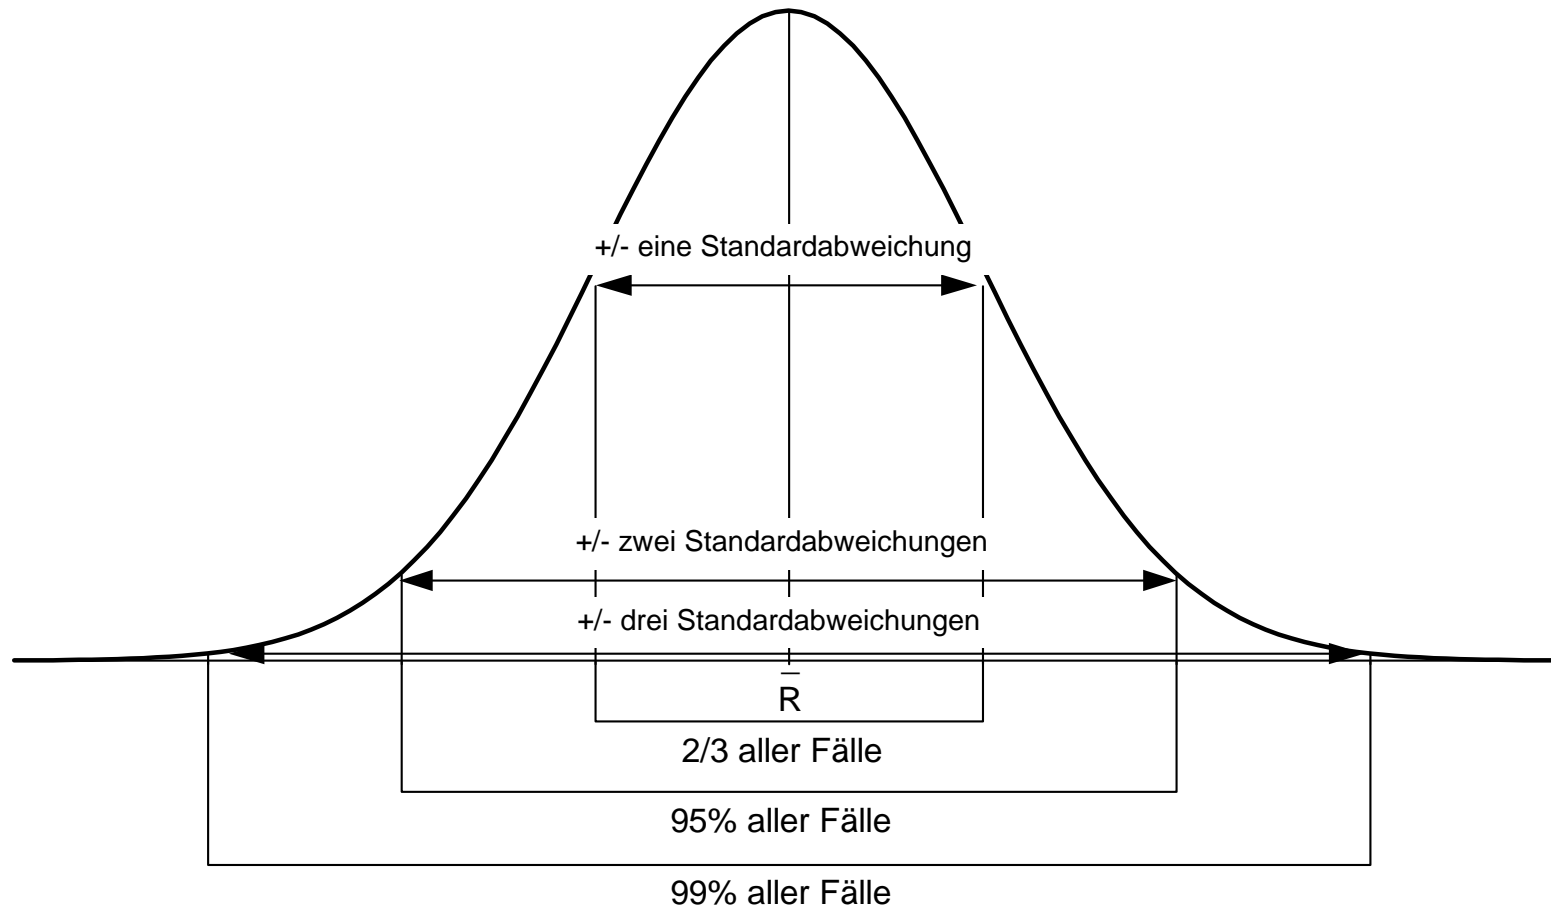 +/- eine Standardabweichung
+/- zwei Standardabweichungen
+/- drei Standardabweichungen
R̅
2/3 aller Fälle
95% aller Fälle
99% aller Fälle